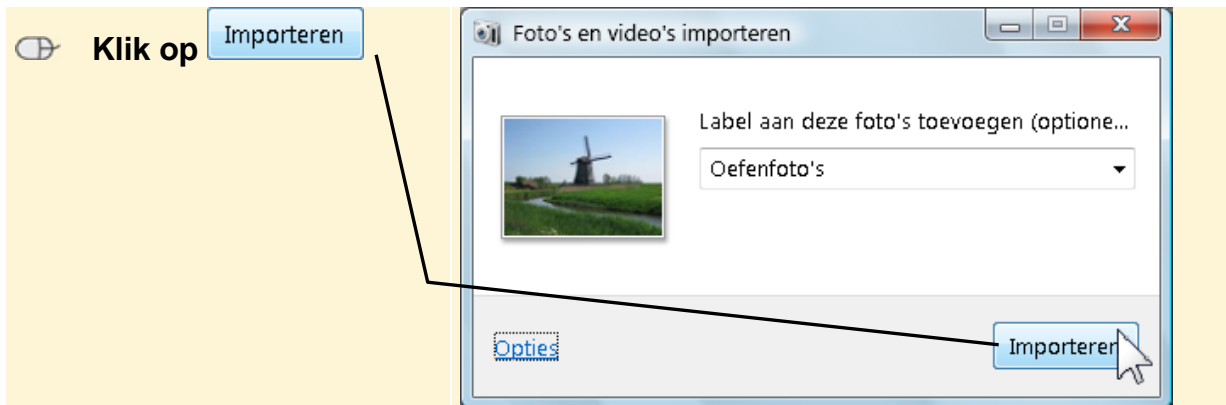 Klik op Importeren
Foto's en video's importeren
Label aan deze foto's toevoegen (optione...
Oefenfoto's
Opties
Importeren